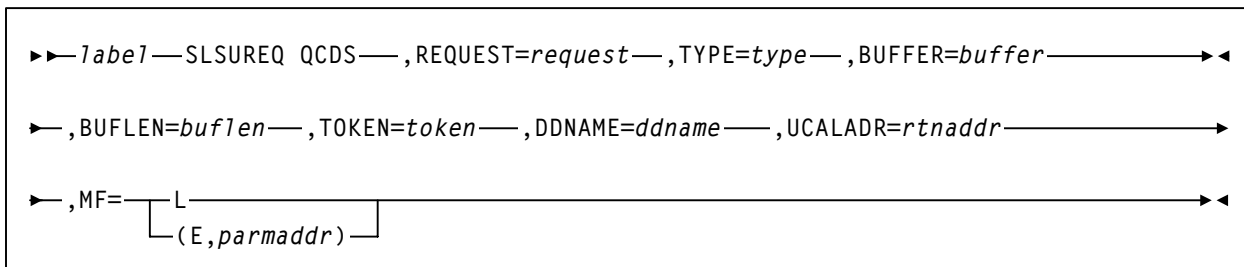 label SLSUREQ QCDS ,REQUEST=request ,TYPE=type ,BUFFER=buffer
,BUFLEN=buflen ,TOKEN=token ,DDNAME=ddname ,UCALADR=rtnaddr
,MF= L
(E,parmaddr)